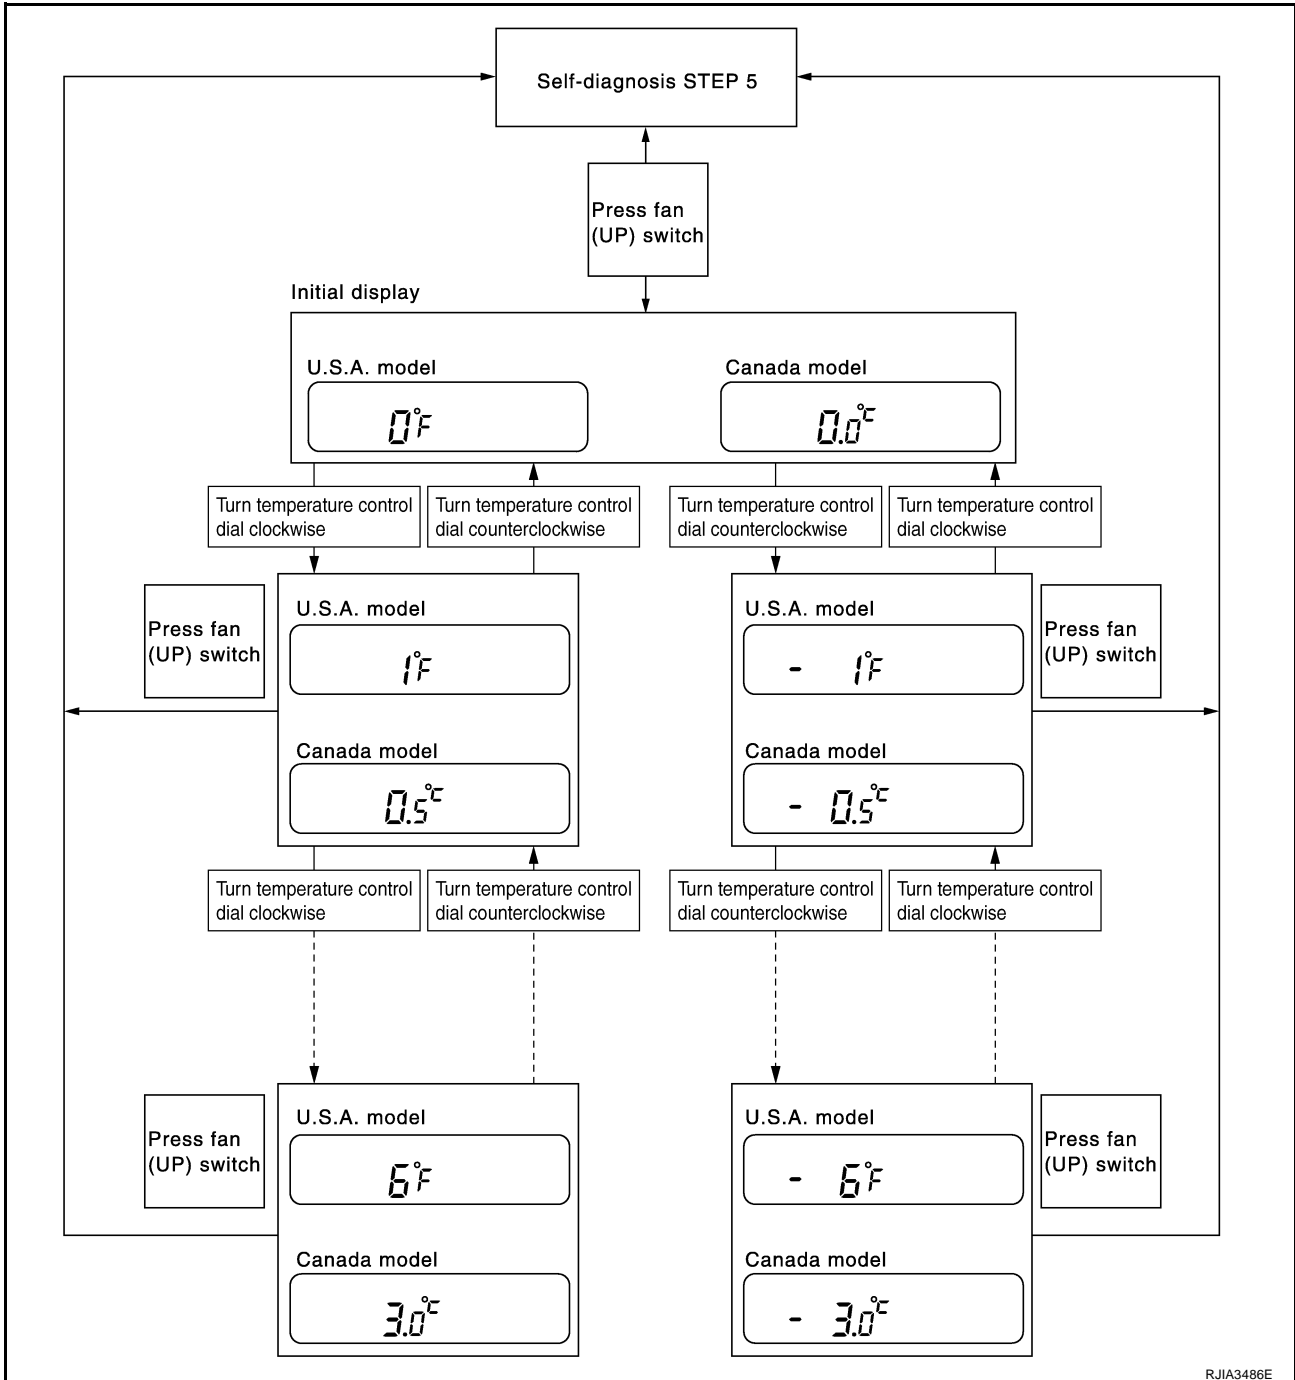 Self-diagnosis STEP 5
Press fan
(UP) switch
Initial display
U.S.A. model
Canada model
0°F
0.0°C
Turn temperature control
dial clockwise
Turn temperature control
dial counterclockwise
Turn temperature control
dial counterclockwise
Turn temperature control
dial clockwise
Press fan
(UP) switch
U.S.A. model
1°F
Canada model
0.5°C
U.S.A. model
- 1°F
Canada model
- 0.5°C
Press fan
(UP) switch
Turn temperature control
dial clockwise
Turn temperature control
dial counterclockwise
Turn temperature control
dial counterclockwise
Turn temperature control
dial clockwise
Press fan
(UP) switch
U.S.A. model
6°F
Canada model
3.0°C
U.S.A. model
- 6°F
Canada model
- 3.0°C
Press fan
(UP) switch
RJIA3486E